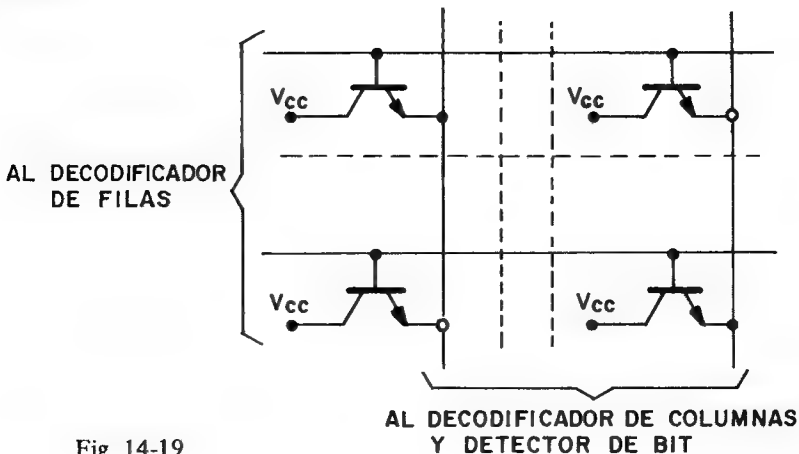 Vcc
Vcc
AL DECODIFICADOR
DE FILAS
Vcc
Vcc
AL DECODIFICADOR DE COLUMNAS
Y DETECTOR DE BIT
Fig. 14-19